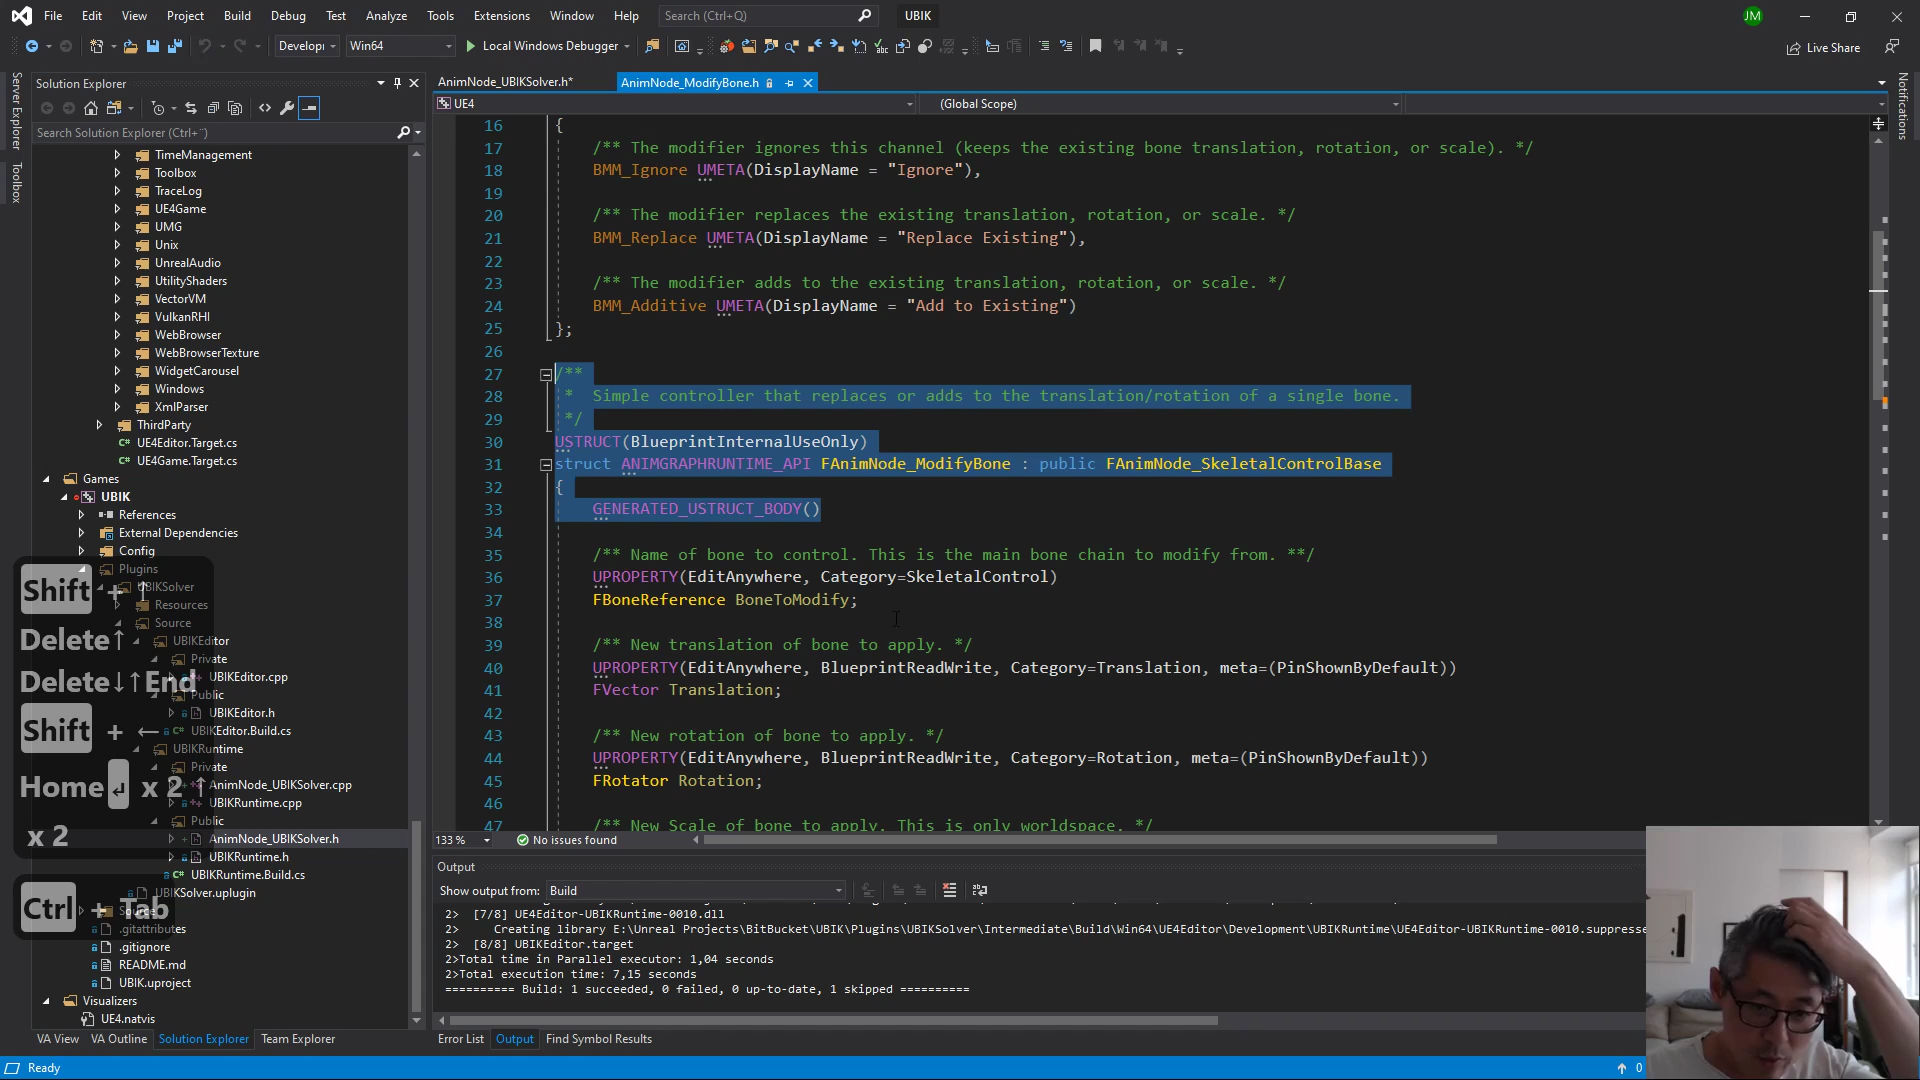 File Edit View Project Build Debug Test Analyze Tools Extensions Window Help Search (Ctrl+Q) UBIK JM
Develop Win64 Local Windows Debugger Live Share
Server Explorer
Toolbox
Notifications
Solution Explorer
Search Solution Explorer (Ctrl+¨)
TimeManagement
Toolbox
TraceLog
UE4Game
UMG
Unix
UnrealAudio
UtilityShaders
VectorVM
VulkanRHI
WebBrowser
WebBrowserTexture
WidgetCarousel
Windows
XmlParser
ThirdParty
C# UE4Editor.Target.cs
C# UE4Game.Target.cs
Games
UBIK
References
External Dependencies
Config
Plugins
UBIKSolver
Resources
Source
UBIKEditor
Private
UBIKEditor.cpp
Public
UBIKEditor.h
C# UBIKEditor.Build.cs
UBIKRuntime
Private
AnimNode_UBIKSolver.cpp
UBIKRuntime.cpp
Public
AnimNode_UBIKSolver.h
UBIKRuntime.h
C# UBIKRuntime.Build.cs
UBIKSolver.uplugin
Source
.gitattributes
.gitignore
README.md
UBIK.uproject
Visualizers
UE4.natvis
Shift + ↑
Delete↑
Delete↓↑End
Shift + ←
Home↵ x 2 ↑
x 2
Ctrl + Tab
VA View VA Outline Solution Explorer Team Explorer
AnimNode_UBIKSolver.h* AnimNode_ModifyBone.h
UE4 (Global Scope)
16 {
17 /** The modifier ignores this channel (keeps the existing bone translation, rotation, or scale). */
18 BMM_Ignore UMETA(DisplayName = "Ignore"),
19
20 /** The modifier replaces the existing translation, rotation, or scale. */
21 BMM_Replace UMETA(DisplayName = "Replace Existing"),
22
23 /** The modifier adds to the existing translation, rotation, or scale. */
24 BMM_Additive UMETA(DisplayName = "Add to Existing")
25 };
26
27 /**
28 * Simple controller that replaces or adds to the translation/rotation of a single bone.
29 */
30 USTRUCT(BlueprintInternalUseOnly)
31 struct ANIMGRAPHRUNTIME_API FAnimNode_ModifyBone : public FAnimNode_SkeletalControlBase
32 {
33 GENERATED_USTRUCT_BODY()
34
35 /** Name of bone to control. This is the main bone chain to modify from. **/
36 UPROPERTY(EditAnywhere, Category=SkeletalControl)
37 FBoneReference BoneToModify;
38
39 /** New translation of bone to apply. */
40 UPROPERTY(EditAnywhere, BlueprintReadWrite, Category=Translation, meta=(PinShownByDefault))
41 FVector Translation;
42
43 /** New rotation of bone to apply. */
44 UPROPERTY(EditAnywhere, BlueprintReadWrite, Category=Rotation, meta=(PinShownByDefault))
45 FRotator Rotation;
46
47 /** New Scale of bone to apply. This is only worldspace. */
133 % No issues found
Output
Show output from: Build
2> [7/8] UE4Editor-UBIKRuntime-0010.dll
2> Creating library E:\Unreal Projects\BitBucket\UBIK\Plugins\UBIKSolver\Intermediate\Build\Win64\UE4Editor\Development\UBIKRuntime\UE4Editor-UBIKRuntime-0010.suppresse
2> [8/8] UBIKEditor.target
2>Total time in Parallel executor: 1,04 seconds
2>Total execution time: 7,15 seconds
========== Build: 1 succeeded, 0 failed, 0 up-to-date, 1 skipped ==========
Error List Output Find Symbol Results
Ready
0